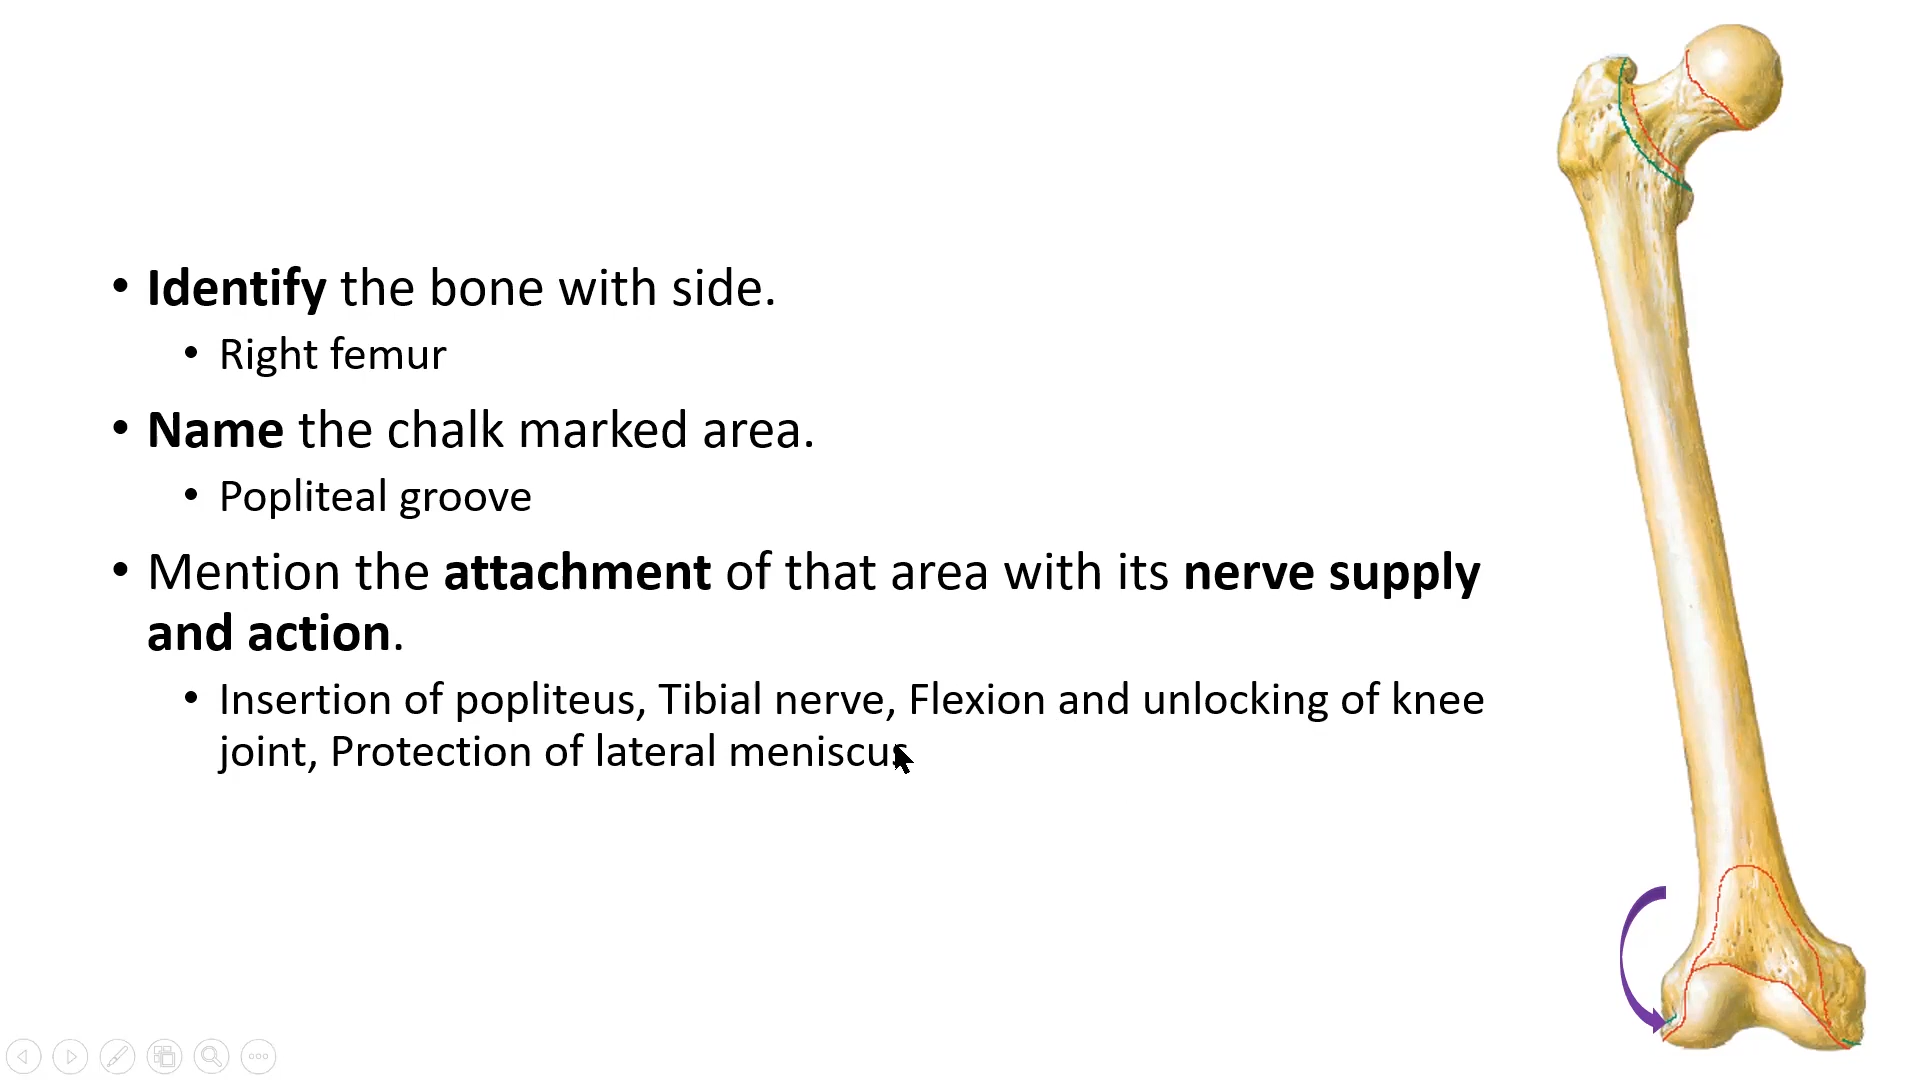 • Identify the bone with side.
• Right femur
• Name the chalk marked area.
• Popliteal groove
• Mention the attachment of that area with its nerve supply
and action.
• Insertion of popliteus, Tibial nerve, Flexion and unlocking of knee
joint, Protection of lateral meniscus